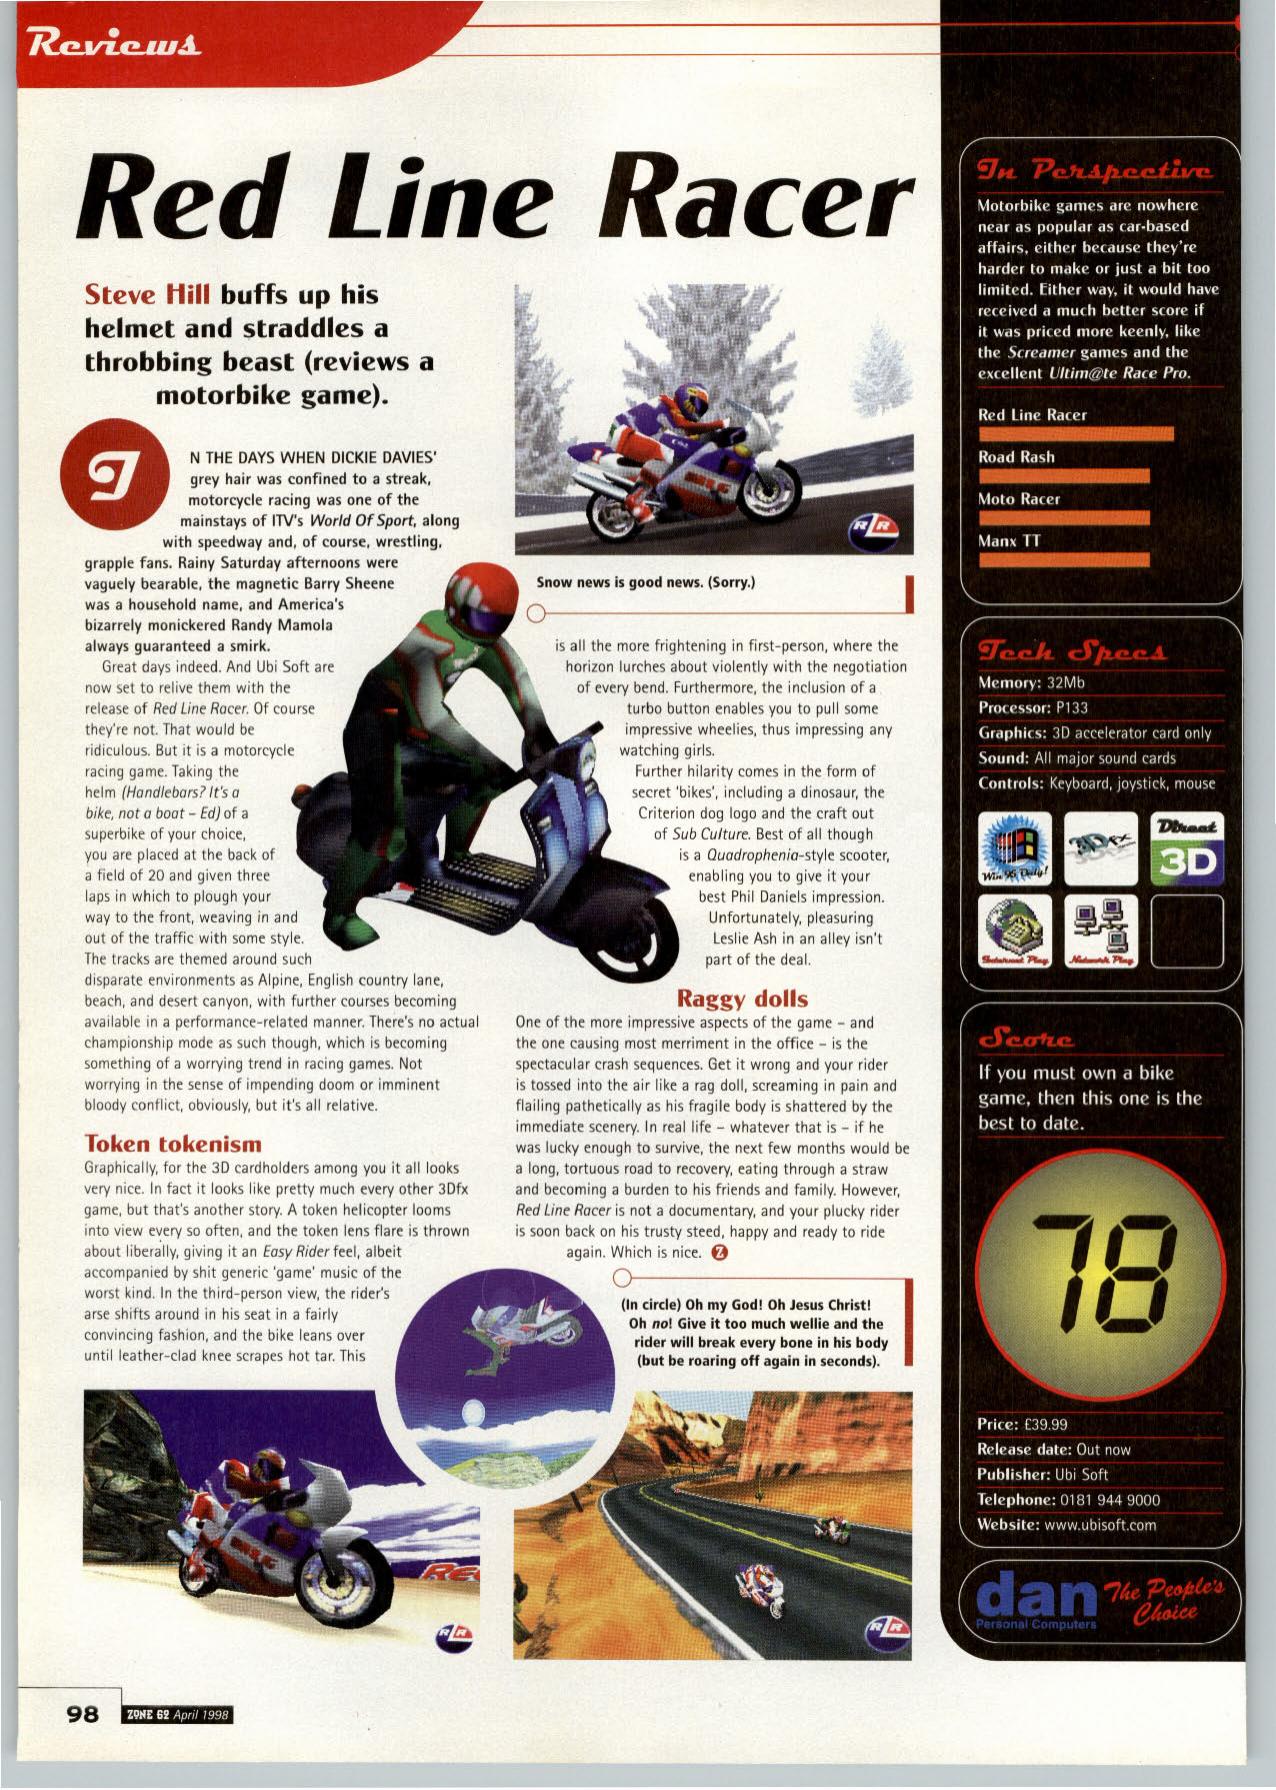 Reviews
Red Line Racer
Steve Hill buffs up his
helmet and straddles a
throbbing beast (reviews a
motorbike game).
IN THE DAYS WHEN DICKIE DAVIES'
grey hair was confined to a streak,
motorcycle racing was one of the
mainstays of ITV's World Of Sport, along
with speedway and, of course, wrestling,
grapple fans. Rainy Saturday afternoons were
vaguely bearable, the magnetic Barry Sheene
was a household name, and America's
bizarrely monickered Randy Mamola
always guaranteed a smirk.
Great days indeed. And Ubi Soft are
now set to relive them with the
release of Red Line Racer. Of course
they're not. That would be
ridiculous. But it is a motorcycle
racing game. Taking the
helm (Handlebars? It's a
bike, not a boat – Ed) of a
superbike of your choice,
you are placed at the back of
a field of 20 and given three
laps in which to plough your
way to the front, weaving in and
out of the traffic with some style.
The tracks are themed around such
disparate environments as Alpine, English country lane,
beach, and desert canyon, with further courses becoming
available in a performance-related manner. There's no actual
championship mode as such though, which is becoming
something of a worrying trend in racing games. Not
worrying in the sense of impending doom or imminent
bloody conflict, obviously, but it's all relative.
Token tokenism
Graphically, for the 3D cardholders among you it all looks
very nice. In fact it looks like pretty much every other 3Dfx
game, but that's another story. A token helicopter looms
into view every so often, and the token lens flare is thrown
about liberally, giving it an Easy Rider feel, albeit
accompanied by shit generic 'game' music of the
worst kind. In the third-person view, the rider's
arse shifts around in his seat in a fairly
convincing fashion, and the bike leans over
until leather-clad knee scrapes hot tar. This
RLR
Snow news is good news. (Sorry.)
is all the more frightening in first-person, where the
horizon lurches about violently with the negotiation
of every bend. Furthermore, the inclusion of a
turbo button enables you to pull some
impressive wheelies, thus impressing any
watching girls.
Further hilarity comes in the form of
secret 'bikes', including a dinosaur, the
Criterion dog logo and the craft out
of Sub Culture. Best of all though
is a Quadrophenia-style scooter,
enabling you to give it your
best Phil Daniels impression.
Unfortunately, pleasuring
Leslie Ash in an alley isn't
part of the deal.
Raggy dolls
One of the more impressive aspects of the game – and
the one causing most merriment in the office – is the
spectacular crash sequences. Get it wrong and your rider
is tossed into the air like a rag doll, screaming in pain and
flailing pathetically as his fragile body is shattered by the
immediate scenery. In real life – whatever that is – if he
was lucky enough to survive, the next few months would be
a long, tortuous road to recovery, eating through a straw
and becoming a burden to his friends and family. However,
Red Line Racer is not a documentary, and your plucky rider
is soon back on his trusty steed, happy and ready to ride
again. Which is nice. Z
(In circle) Oh my God! Oh Jesus Christ!
Oh no! Give it too much wellie and the
rider will break every bone in his body
(but be roaring off again in seconds).
RLR
RLR
In Perspective
Motorbike games are nowhere
near as popular as car-based
affairs, either because they're
harder to make or just a bit too
limited. Either way, it would have
received a much better score if
it was priced more keenly, like
the Screamer games and the
excellent Ultim@te Race Pro.
Red Line Racer
Road Rash
Moto Racer
Manx TT
Tech Specs
Memory: 32Mb
Processor: P133
Graphics: 3D accelerator card only
Sound: All major sound cards
Controls: Keyboard, joystick, mouse
Win 95 Only!
3Dfx
Direct
3D
Internet Play
Network Play
Score
If you must own a bike
game, then this one is the
best to date.
78
Price: £39.99
Release date: Out now
Publisher: Ubi Soft
Telephone: 0181 944 9000
Website: www.ubisoft.com
dan The People's
Personal Computers Choice
98 ZONE 62 April 1998